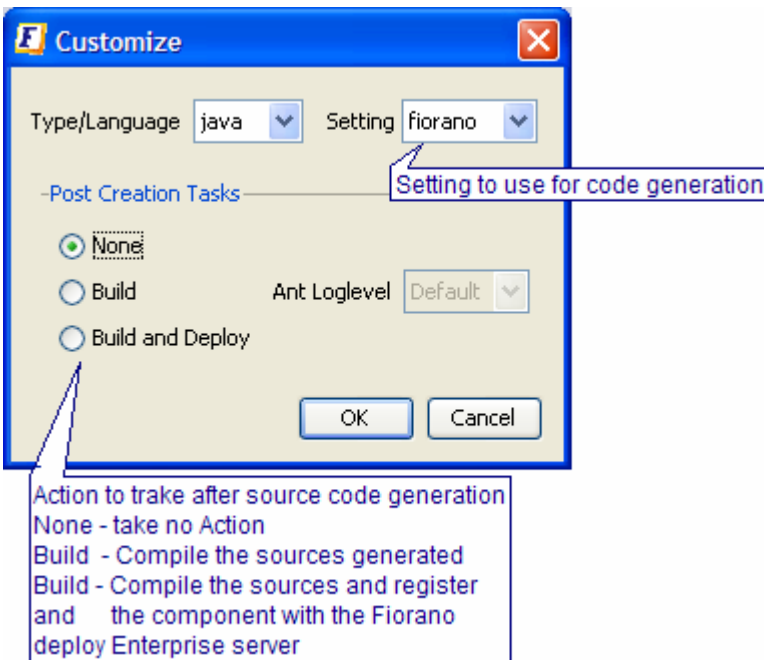 Customize
Type/Language java Setting fiorano
Setting to use for code generation
Post Creation Tasks
None
Build Ant Loglevel Default
Build and Deploy
OK Cancel
Action to trake after source code generation
None - take no Action
Build - Compile the sources generated
Build - Compile the sources and register
and the component with the Fiorano
deploy Enterprise server